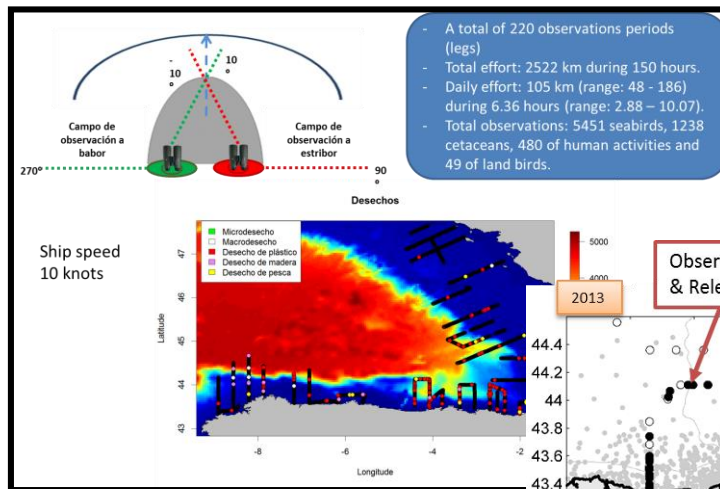 - A total of 220 observations periods
(legs)
- Total effort: 2522 km during 150 hours.
- Daily effort: 105 km (range: 48 - 186)
during 6.36 hours (range: 2.88 – 10.07).
- Total observations: 5451 seabirds, 1238
cetaceans, 480 of human activities and
49 of land birds.
-
10
º
10
º
Campo de
observación a
babor
Campo de
observación a
estribor
270º
90
º
Desechos
Ship speed
10 knots
Microdesecho
Macrodesecho
Desecho de plástico
Desecho de madera
Desecho de pesca
47
46
45
44
43
Latitude
-8
-6
-4
-2
Longitude
5000
4000
2013
Obser
& Rele
44.4
44.2
44.0
43.8
43.6
43.4